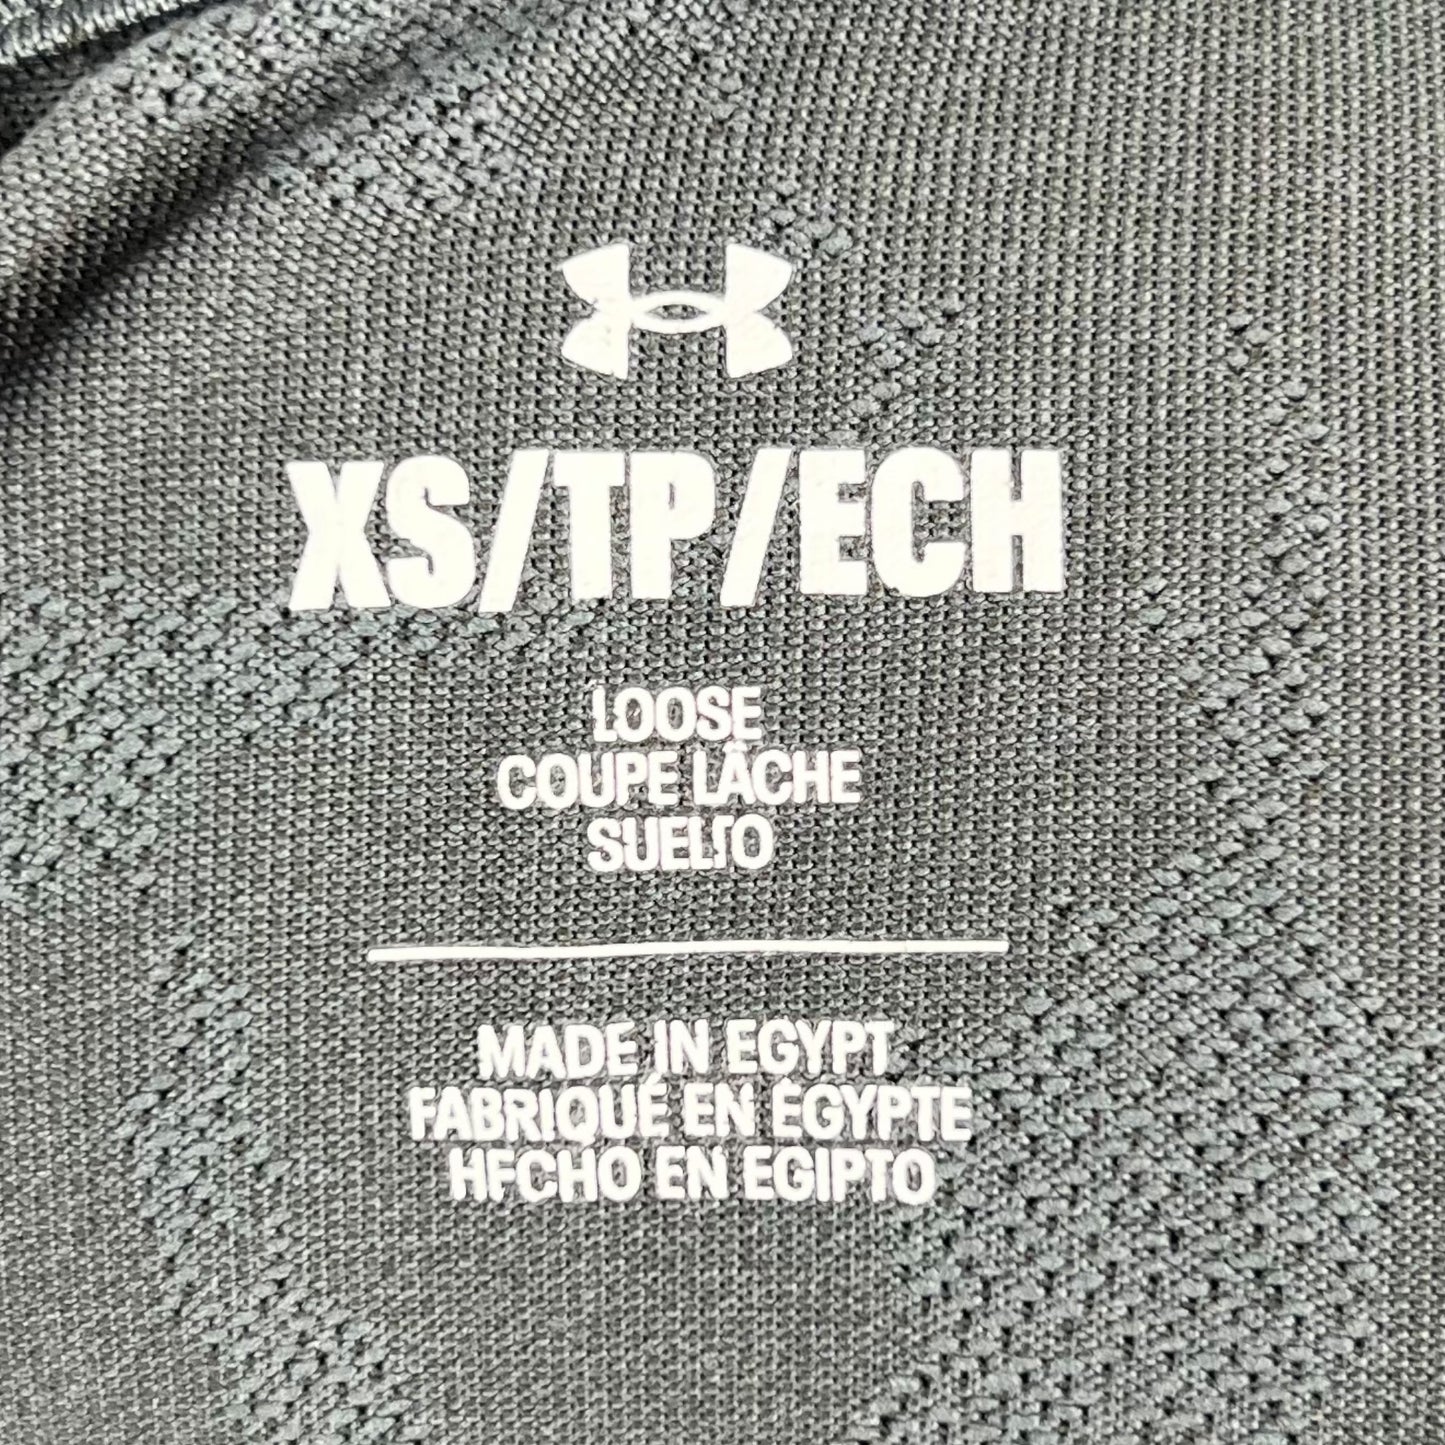 XS/TP/ECH
LOOSE
COUPE LÂCHE
SUELTO
MADE IN EGYPT
FABRIQUÉ EN ÉGYPTE
HECHO EN EGIPTO